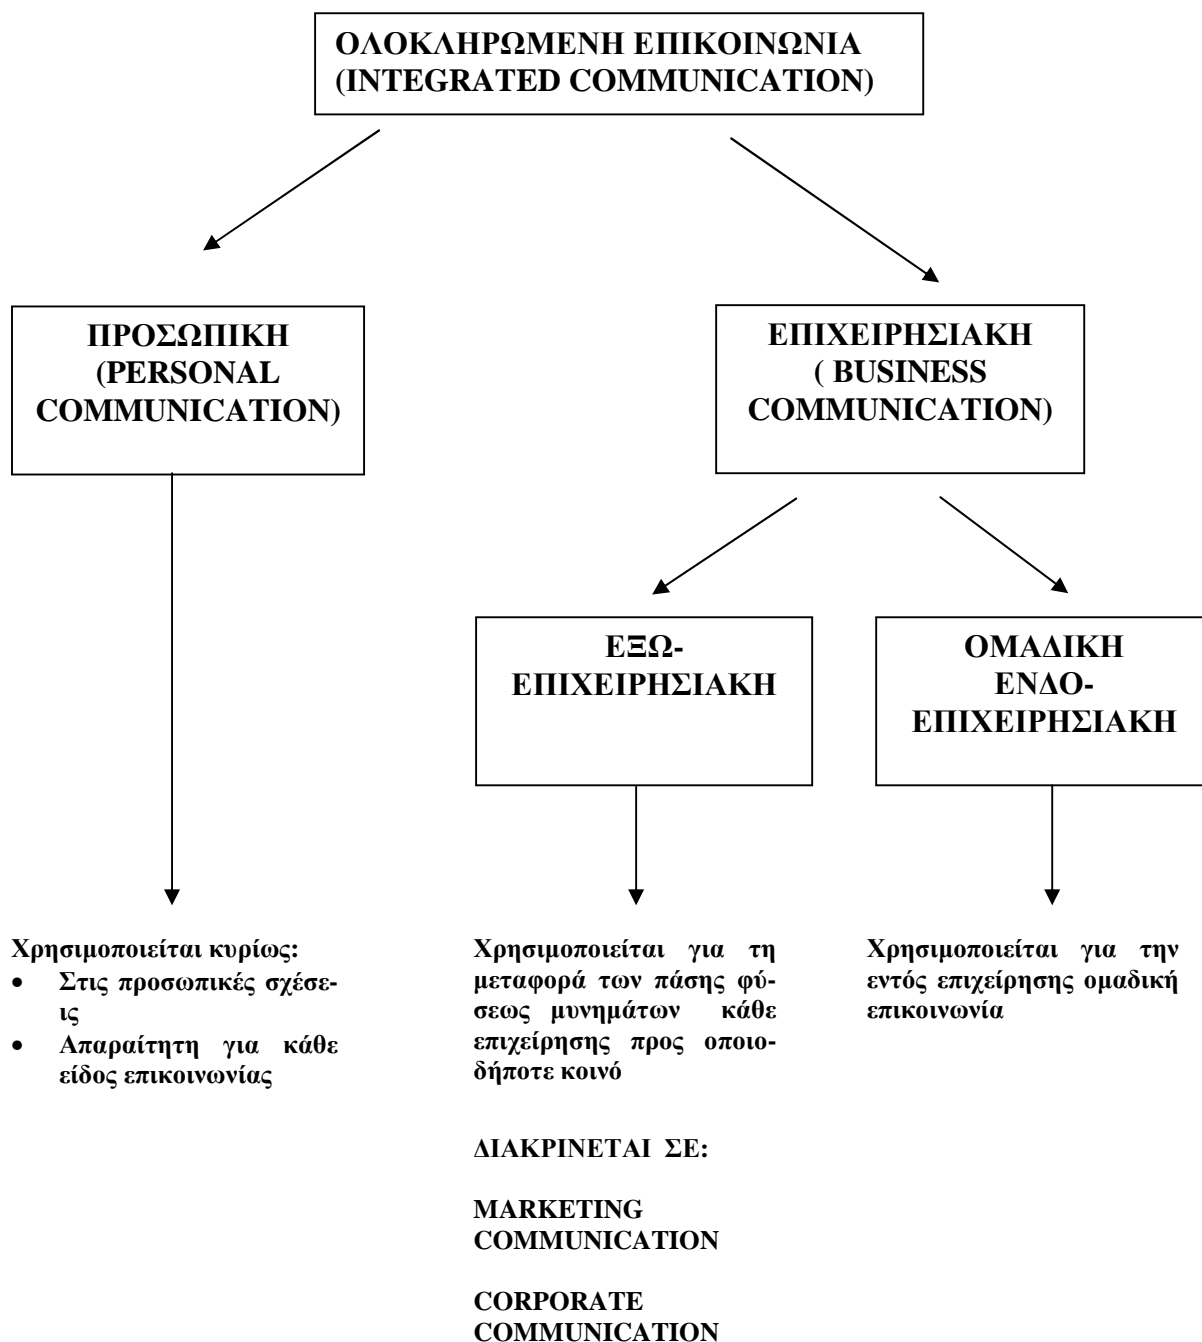 ΟΛΟΚΛΗΡΩΜΕΝΗ ΕΠΙΚΟΙΝΩΝΙΑ
(INTEGRATED COMMUNICATION)
ΠΡΟΣΩΠΙΚΗ
(PERSONAL
COMMUNICATION)
ΕΠΙΧΕΙΡΗΣΙΑΚΗ
( BUSINESS
COMMUNICATION)
ΕΞΩ-
ΕΠΙΧΕΙΡΗΣΙΑΚΗ
ΟΜΑΔΙΚΗ
ΕΝΔΟ-
ΕΠΙΧΕΙΡΗΣΙΑΚΗ
Χρησιμοποιείται κυρίως:
• Στις προσωπικές σχέσε-
ις
• Απαραίτητη για κάθε
είδος επικοινωνίας
Χρησιμοποιείται για τη
μεταφορά των πάσης φύ-
σεως μυνημάτων κάθε
επιχείρησης προς οποιο-
δήποτε κοινό
ΔΙΑΚΡΙΝΕΤΑΙ ΣΕ:
MARKETING
COMMUNICATION
CORPORATE
COMMUNICATION
Χρησιμοποιείται για την
εντός επιχείρησης ομαδική
επικοινωνία